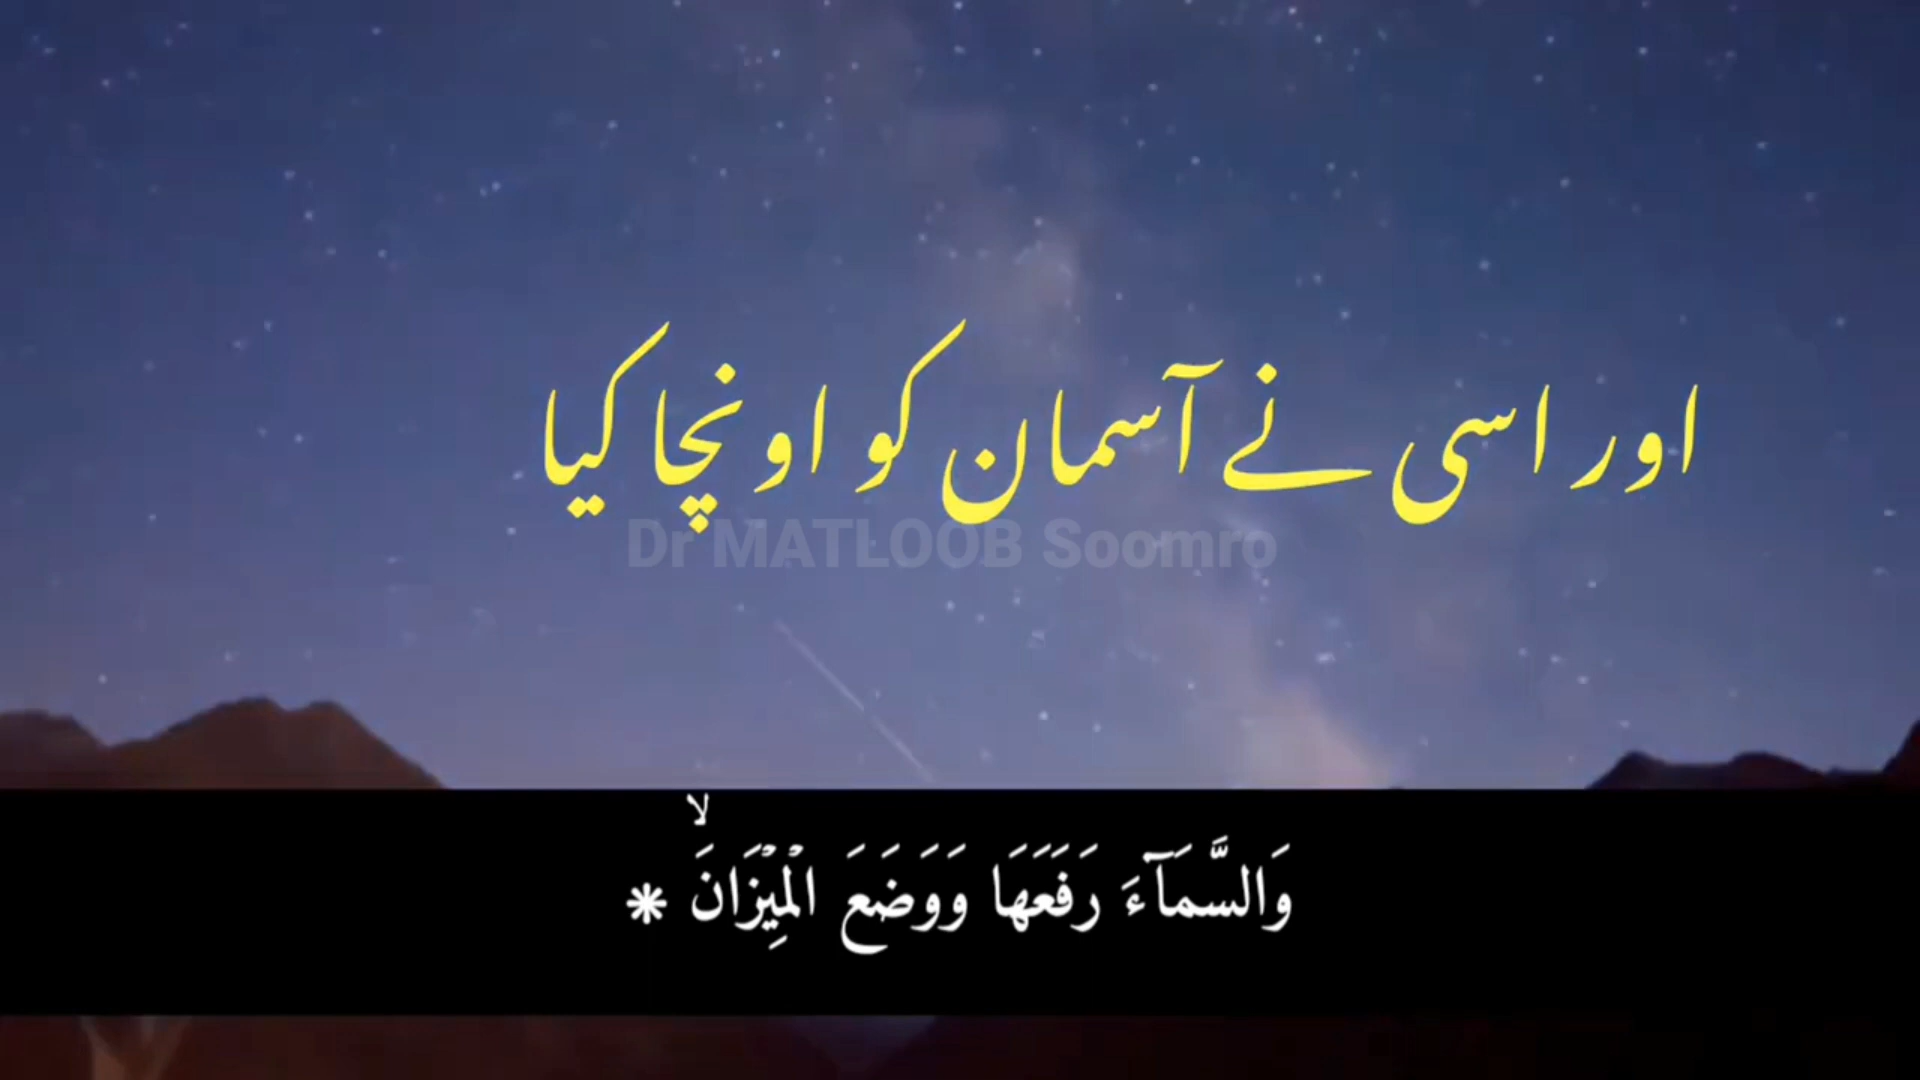 اور اسی نے آسمان کو اونچا کیا
Dr MATLOOB Soomro
وَالسَّمَآءَ رَفَعَهَا وَوَضَعَ الْمِيْزَانَۙ *